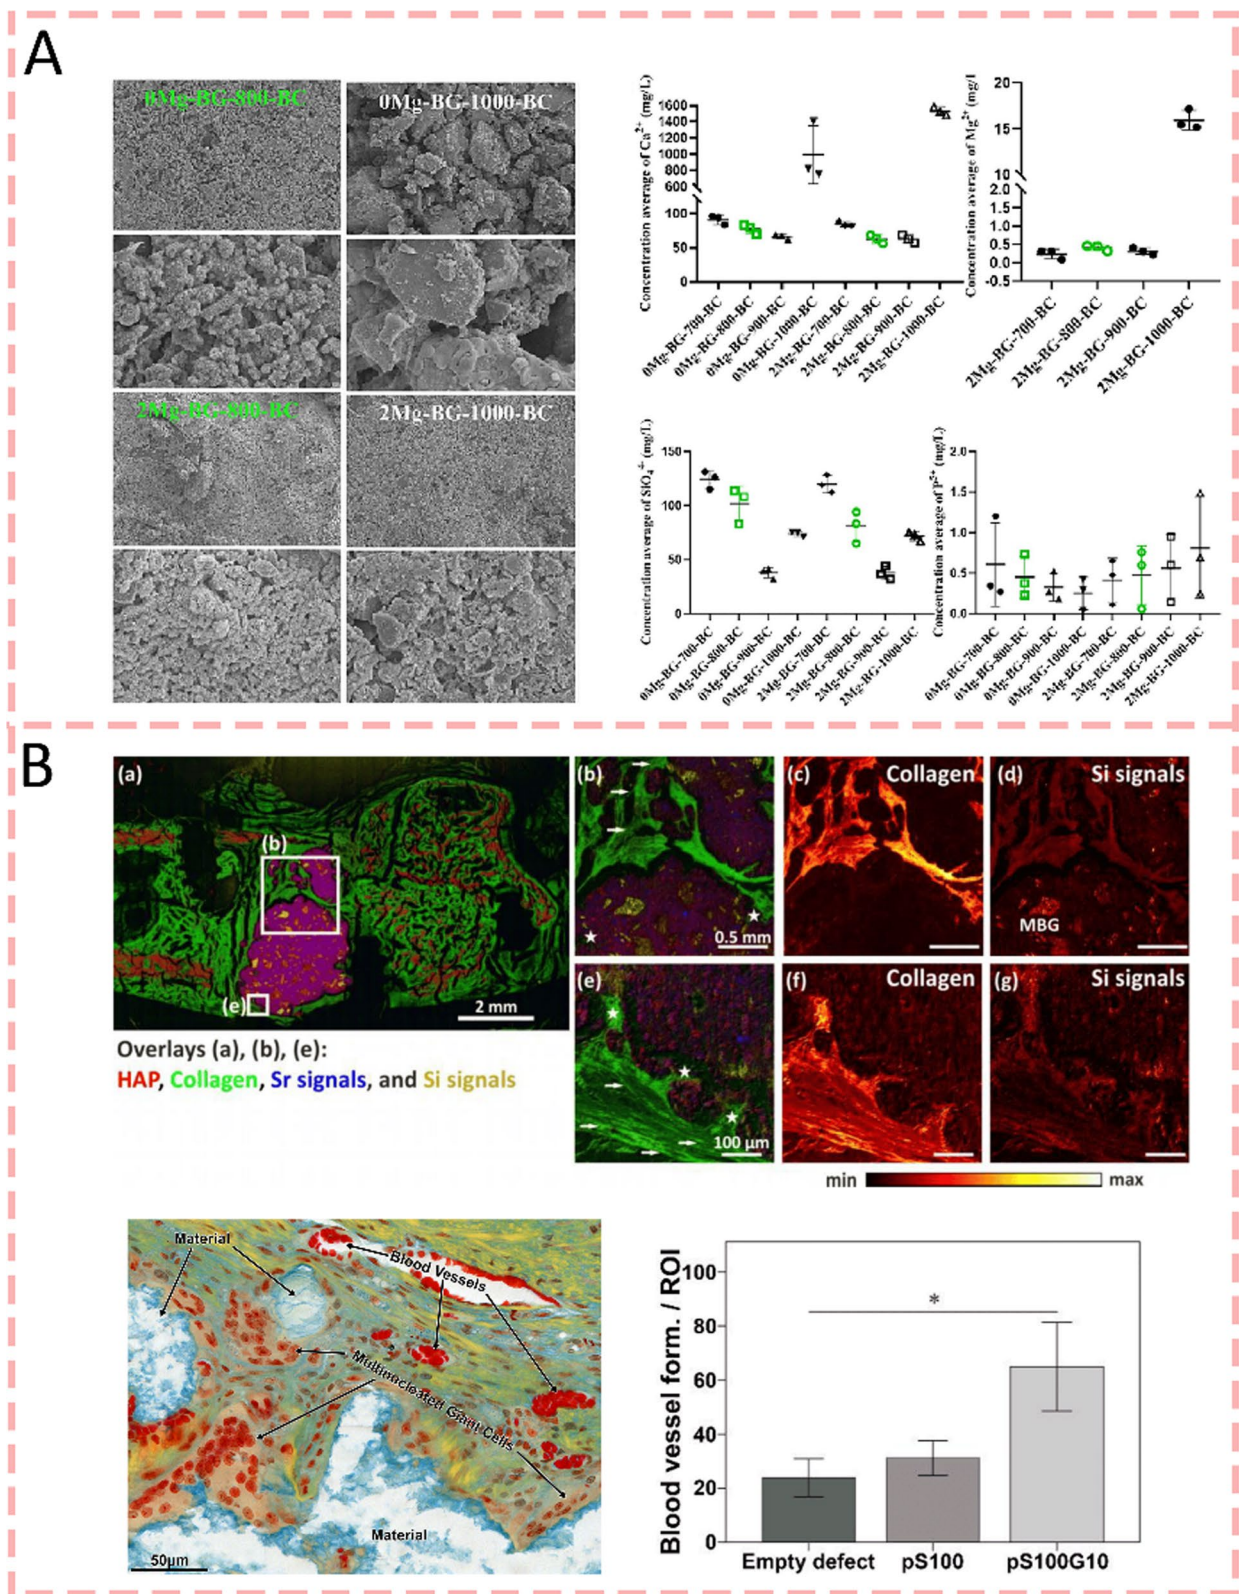 A
0Mg-BG-800-BC
0Mg-BG-1000-BC
2Mg-BG-800-BC
2Mg-BG-1000-BC
Concentration average of Ca²⁺ (mg/L)
1600
1400
1200
1000
800
600
100
50
0
0Mg-BG-700-BC
0Mg-BG-800-BC
0Mg-BG-900-BC
0Mg-BG-1000-BC
2Mg-BG-700-BC
2Mg-BG-800-BC
2Mg-BG-900-BC
2Mg-BG-1000-BC
Concentration average of Mg²⁺ (mg/l
15
10
2.0
1.5
1.0
0.5
0.0
-0.5
2Mg-BG-700-BC
2Mg-BG-800-BC
2Mg-BG-900-BC
2Mg-BG-1000-BC
Concentration average of SiO₄⁴⁻ (mg/L)
150
100
50
0
0Mg-BG-700-BC
0Mg-BG-800-BC
0Mg-BG-900-BC
0Mg-BG-1000-BC
2Mg-BG-700-BC
2Mg-BG-800-BC
2Mg-BG-900-BC
2Mg-BG-1000-BC
Concentration average of P⁵⁺ (mg/L)
2.0
1.5
1.0
0.5
0.0
0Mg-BG-700-BC
0Mg-BG-800-BC
0Mg-BG-900-BC
0Mg-BG-1000-BC
2Mg-BG-700-BC
2Mg-BG-800-BC
2Mg-BG-900-BC
2Mg-BG-1000-BC
B
(a)
(b)
(e)
2 mm
(b)
0.5 mm
(c) Collagen
(d) Si signals
MBG
(e)
100 µm
(f) Collagen
(g) Si signals
Overlays (a), (b), (e):
HAP, Collagen, Sr signals, and Si signals
min
max
Material
Blood Vessels
Multinucleated Giant Cells
Material
50µm
Blood vessel form. / ROI
100
80
60
40
20
0
*
Empty defect
pS100
pS100G10